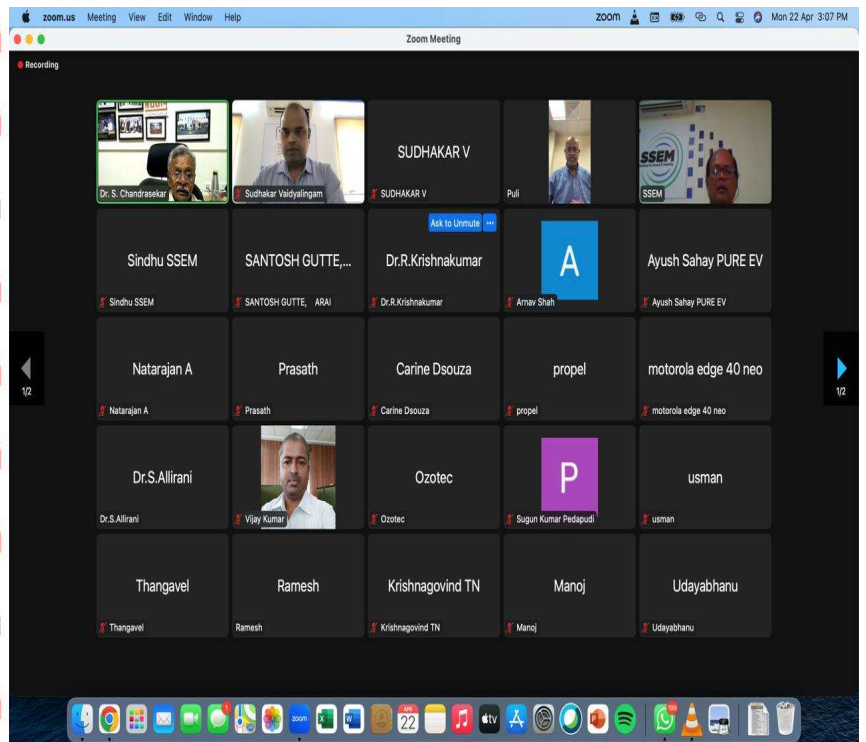 zoom.us Meeting View Edit Window Help zoom Mon 22 Apr 3:07 PM
Zoom Meeting
Recording
SUDHAKAR V
SSEM
Dr. S. Chandrasekar Sudhakar Vaidyalingam SUDHAKAR V Puli SSEM
Ask to Unmute ...
Sindhu SSEM SANTOSH GUTTE,... Dr.R.Krishnakumar A Ayush Sahay PURE EV
Sindhu SSEM SANTOSH GUTTE, ARAI Dr.R.Krishnakumar Arnav Shah Ayush Sahay PURE EV
Natarajan A Prasath Carine Dsouza propel motorola edge 40 neo
1/2 1/2
Natarajan A Prasath Carine Dsouza propel motorola edge 40 neo
Dr.S.Allirani Ozotec P usman
Dr.S.Allirani Vijay Kumar Ozotec Sugun Kumar Pedapudi usman
Thangavel Ramesh Krishnagovind TN Manoj Udayabhanu
Thangavel Ramesh Krishnagovind TN Manoj Udayabhanu
zoom APR 22 tv